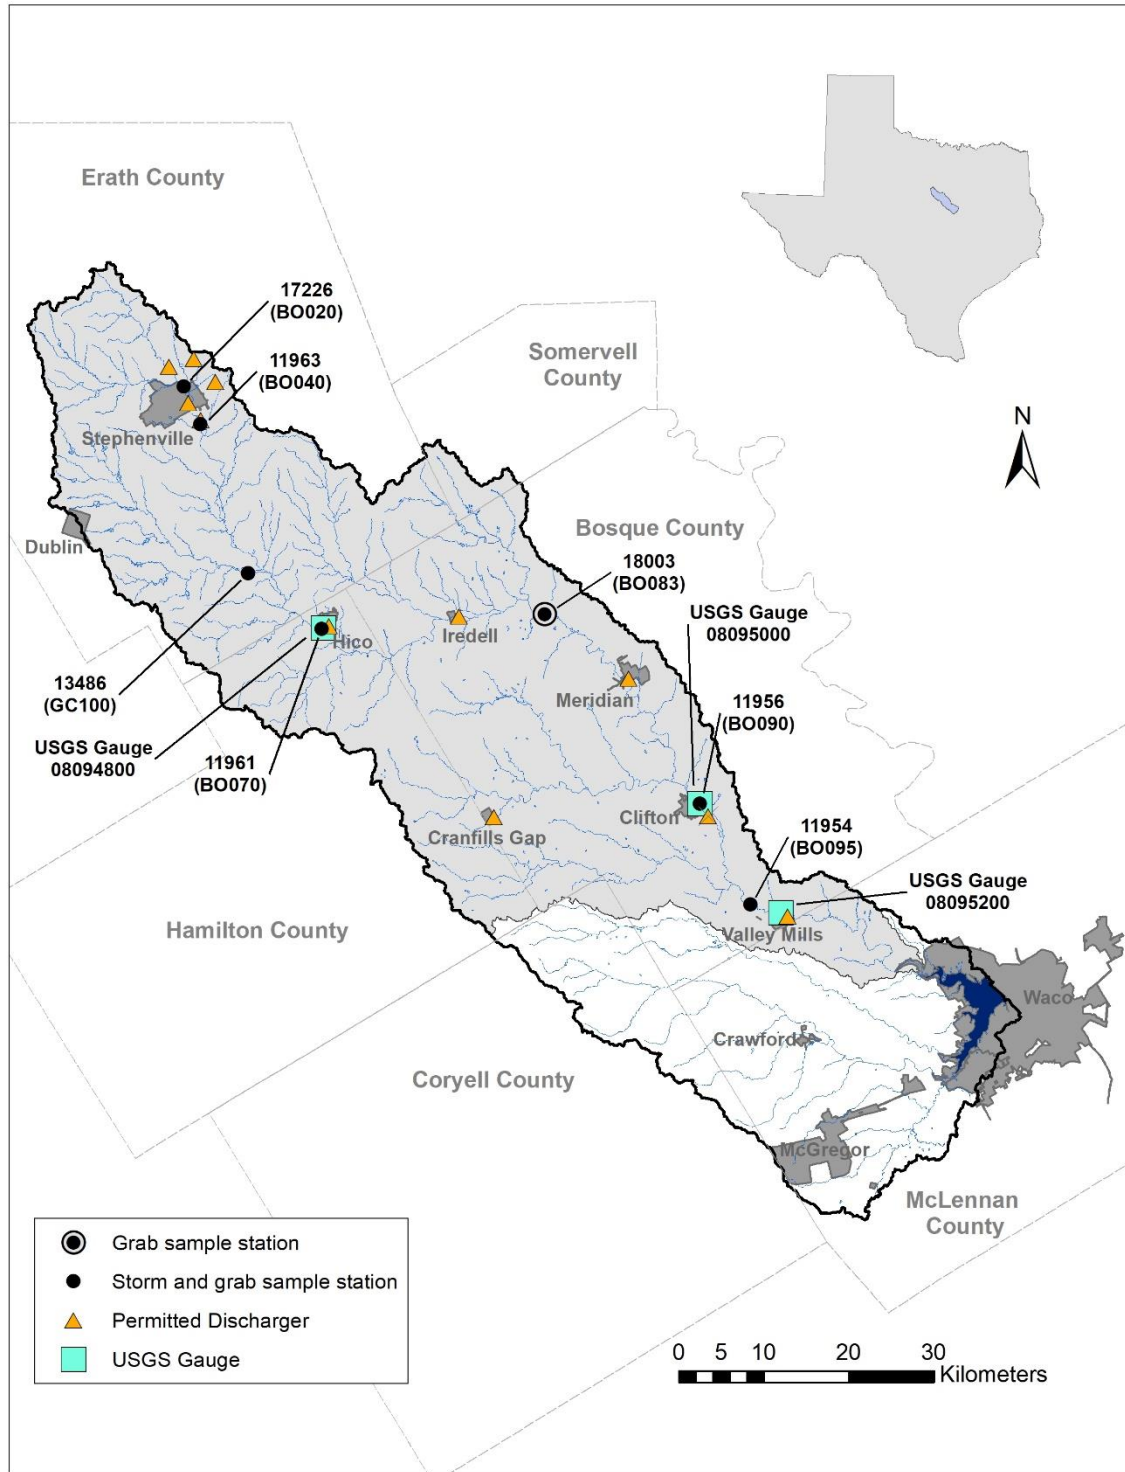 Erath County
17226
(BO020)
11963
(BO040)
Somervell
County
Stephenville
N
Dublin
Bosque County
18003
(BO083)
USGS Gauge
08095000
Hico
Iredell
13486
(GC100)
Meridian
11956
(BO090)
USGS Gauge
08094800
11961
(BO070)
Clifton
Cranfills Gap
11954
(BO095)
USGS Gauge
08095200
Hamilton County
Valley Mills
Waco
Crawford
Coryell County
McGregor
McLennan
County
Grab sample station
Storm and grab sample station
Permitted Discharger
USGS Gauge
0 5 10 20 30
Kilometers